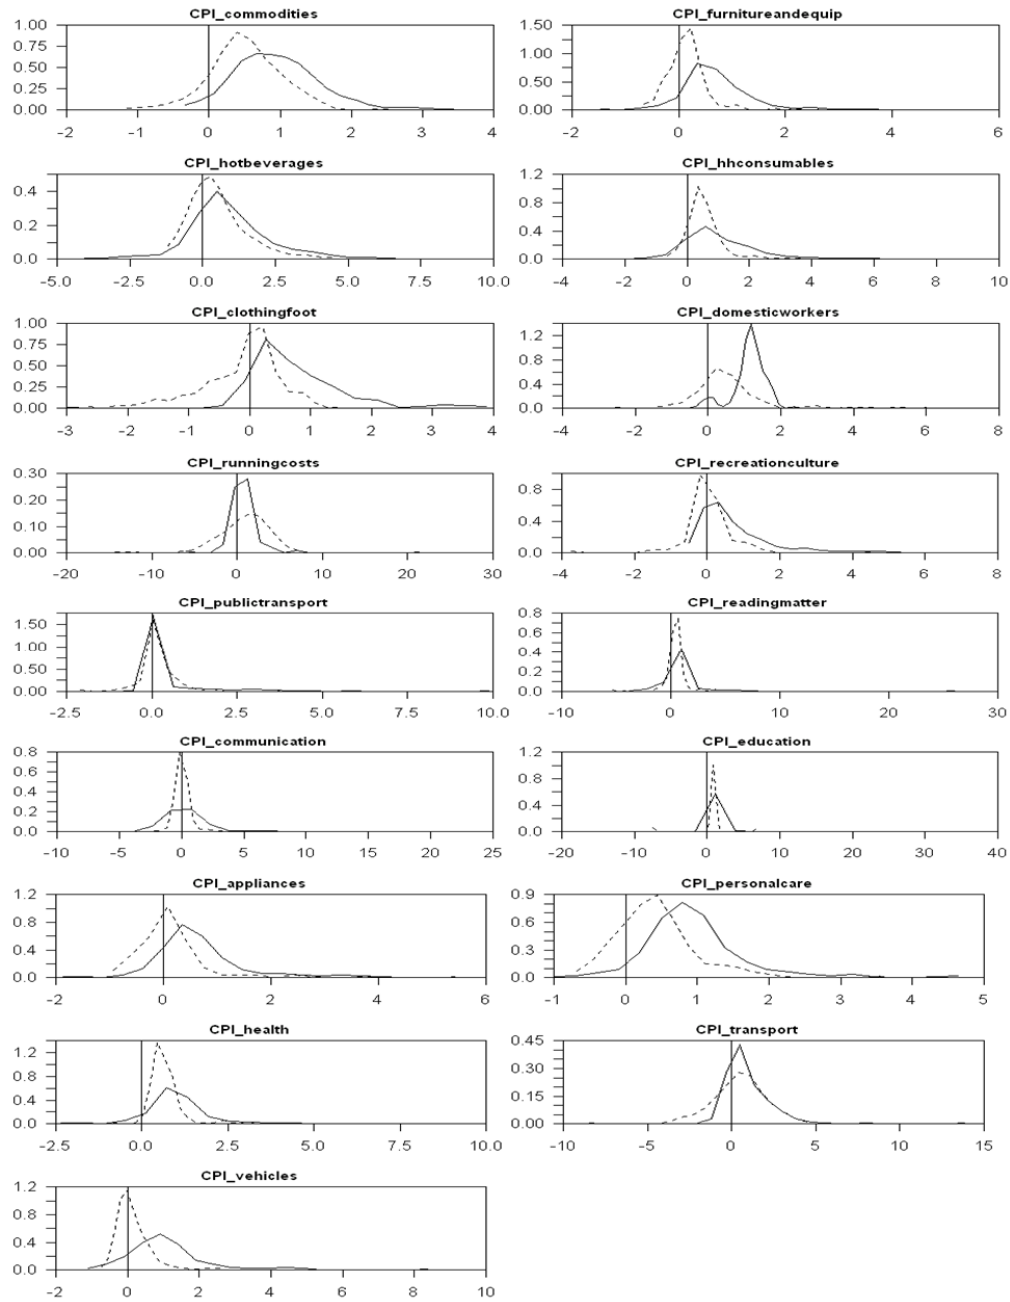 CPI_commodities
1.00
0.75
0.50
0.25
0.00
-2 -1 0 1 2 3 4
CPI_furnitureandequip
1.50
1.00
0.50
0.00
-2 0 2 4 6
CPI_hotbeverages
0.4
0.2
0.0
-5.0 -2.5 0.0 2.5 5.0 7.5 10.0
CPI_hhconsumables
1.2
0.8
0.4
0.0
-4 -2 0 2 4 6 8 10
CPI_clothingfoot
1.00
0.75
0.50
0.25
0.00
-3 -2 -1 0 1 2 3 4
CPI_domesticworkers
1.2
0.8
0.4
0.0
-4 -2 0 2 4 6 8
CPI_runningcosts
0.30
0.20
0.10
0.00
-20 -10 0 10 20 30
CPI_recreationculture
0.8
0.4
0.0
-4 -2 0 2 4 6 8
CPI_publictransport
1.50
1.00
0.50
0.00
-2.5 0.0 2.5 5.0 7.5 10.0
CPI_readingmatter
0.8
0.6
0.4
0.2
0.0
-10 0 10 20 30
CPI_communication
0.8
0.6
0.4
0.2
0.0
-10 -5 0 5 10 15 20 25
CPI_education
1.2
0.8
0.4
0.0
-20 -10 0 10 20 30 40
CPI_appliances
1.2
0.8
0.4
0.0
-2 0 2 4 6
CPI_personalcare
0.9
0.6
0.3
0.0
-1 0 1 2 3 4 5
CPI_health
1.2
0.8
0.4
0.0
-2.5 0.0 2.5 5.0 7.5 10.0
CPI_transport
0.45
0.30
0.15
0.00
-10 -5 0 5 10 15
CPI_vehicles
1.2
0.8
0.4
0.0
-2 0 2 4 6 8 10